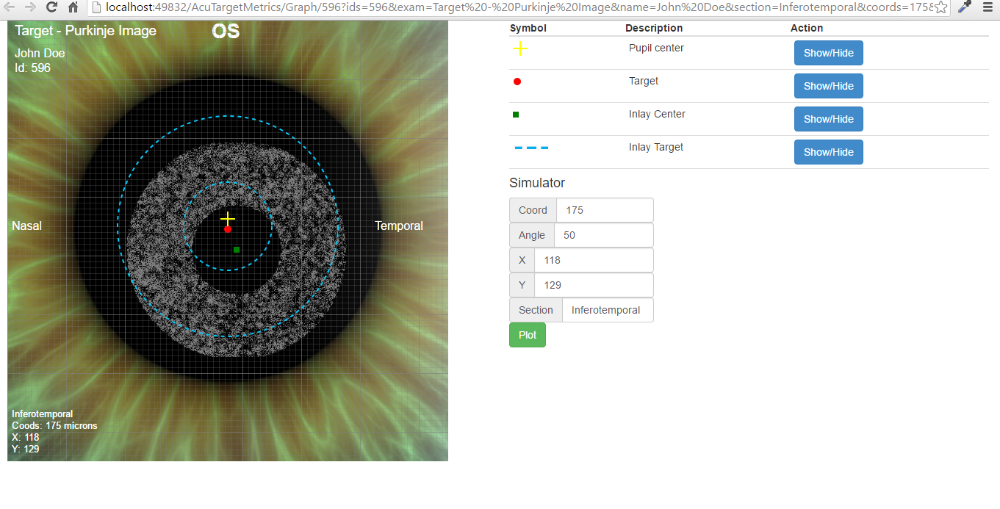 localhost:49832/AcuTargetMetrics/Graph/596?ids=596&exam=Target%20-%20Purkinje%20Image&name=John%20Doe&section=Inferotemporal&coords=175&
Target - Purkinje Image
OS
John Doe
Id: 596
Nasal
Temporal
Inferotemporal
Coods: 175 microns
X: 118
Y: 129
Symbol Description Action
Pupil center Show/Hide
Target Show/Hide
Inlay Center Show/Hide
Inlay Target Show/Hide
Simulator
Coord 175
Angle 50
X 118
Y 129
Section Inferotemporal
Plot